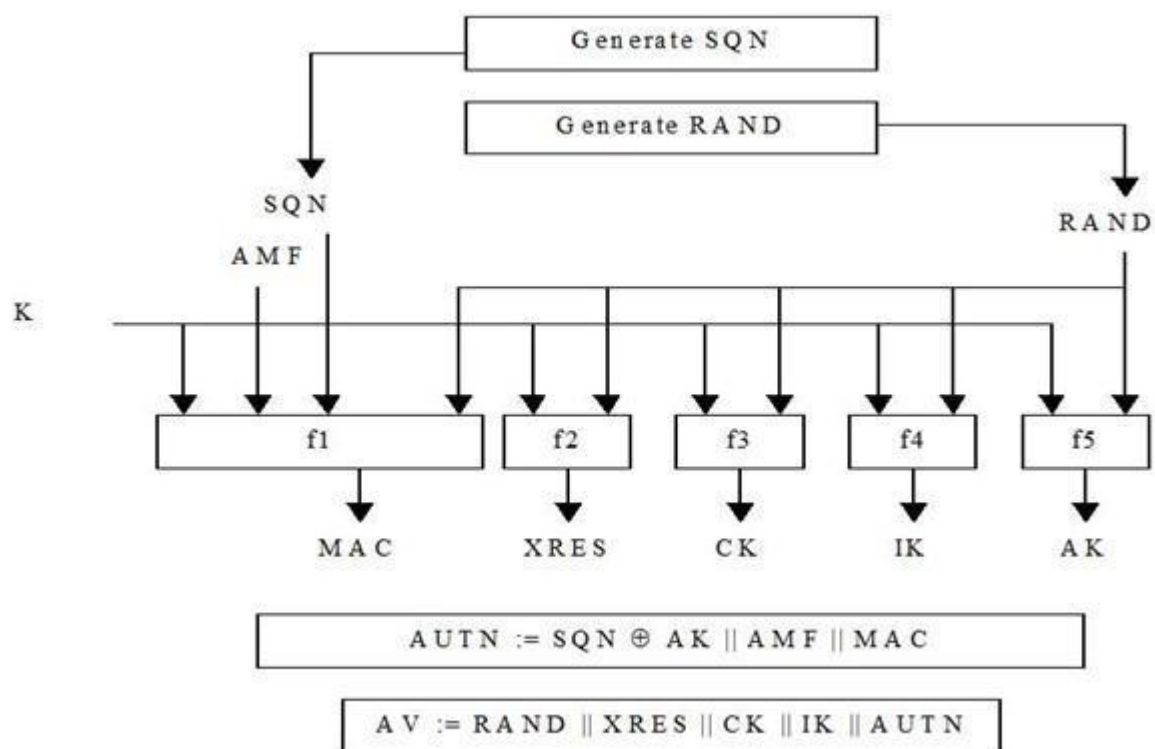 Generate SQN
Generate RAND
SQN
RAND
AMF
K
f1 f2 f3 f4 f5
MAC XRES CK IK AK
AUTN := SQN ⊕ AK || AMF || MAC
AV := RAND || XRES || CK || IK || AUTN